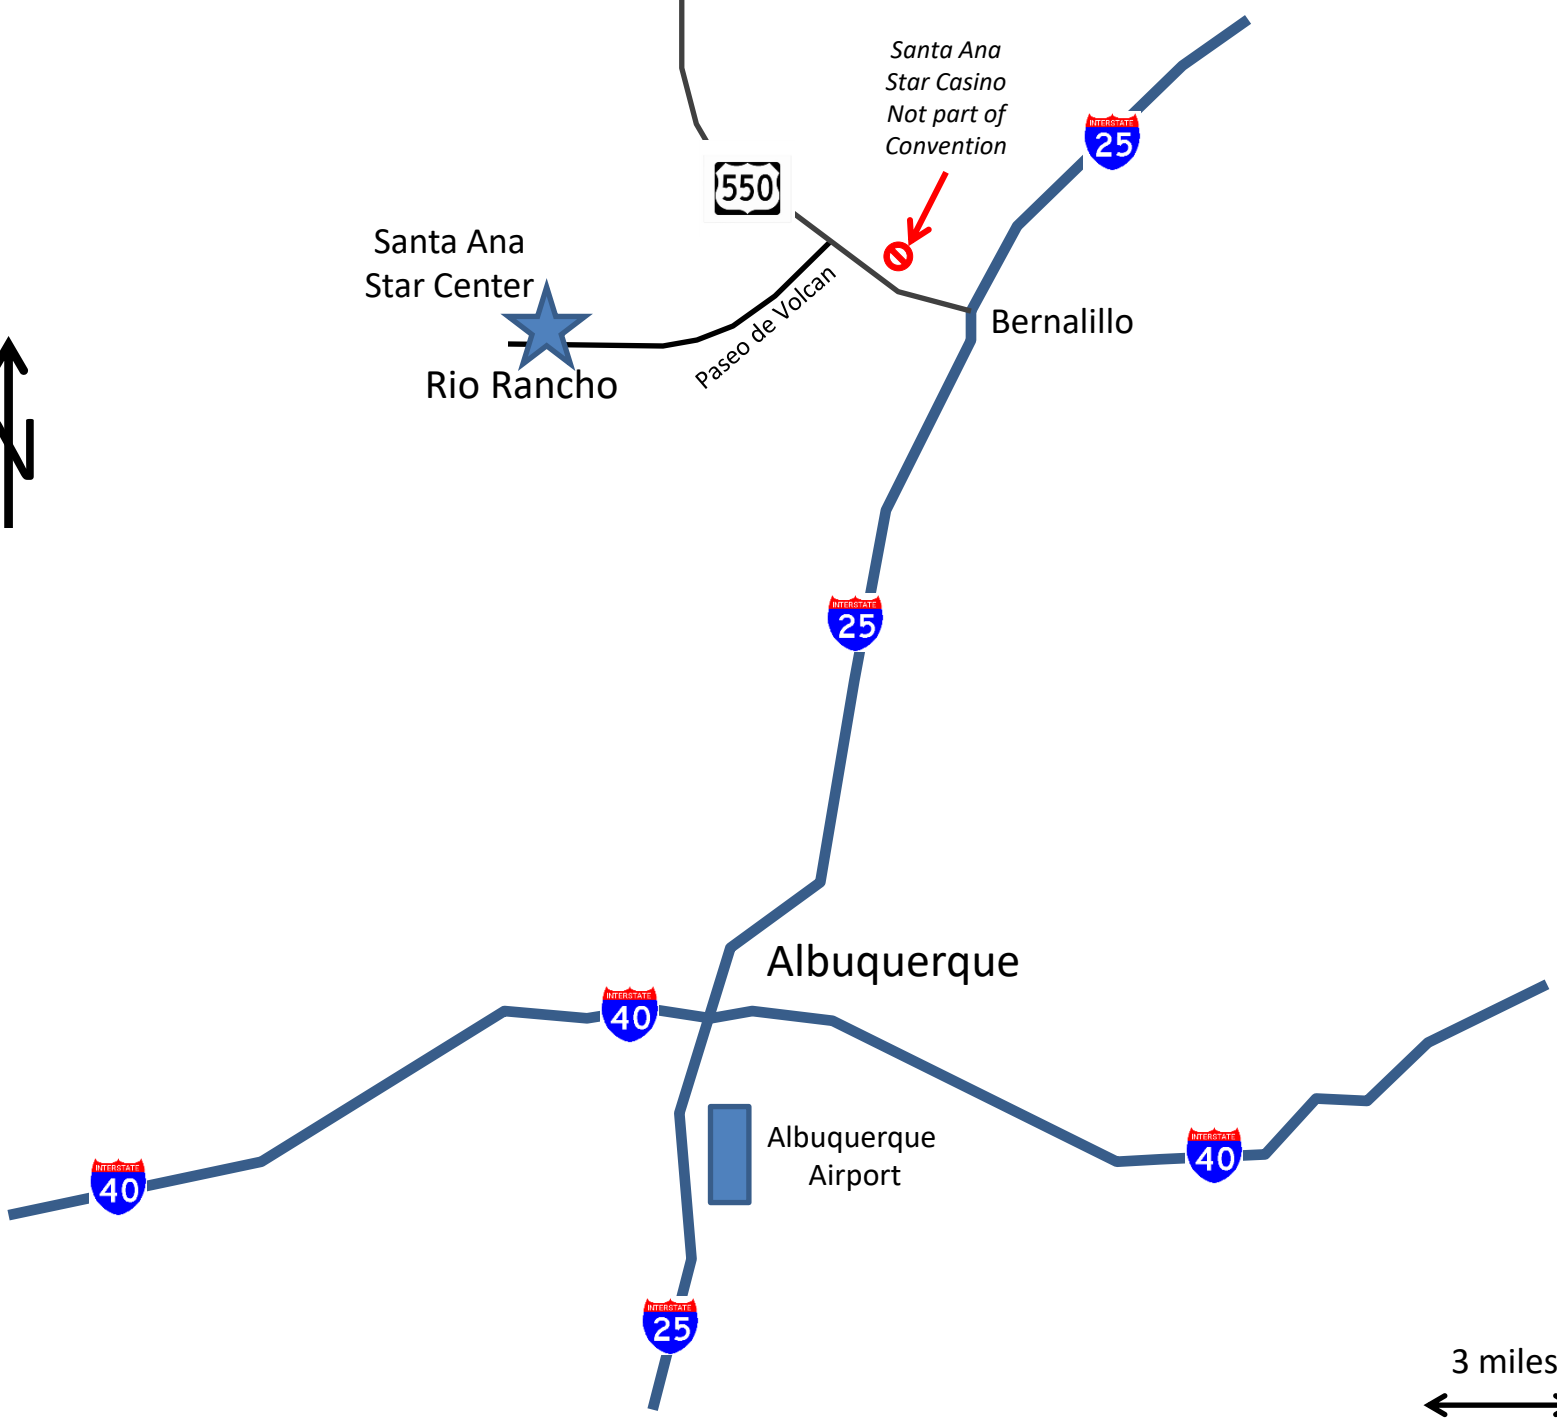 Santa Ana
Star Casino
Not part of
Convention
INTERSTATE
25
550
Santa Ana
Star Center
Bernalillo
Paseo de Volcan
Rio Rancho
N
INTERSTATE
25
Albuquerque
INTERSTATE
40
Albuquerque
Airport
INTERSTATE
40
INTERSTATE
40
INTERSTATE
25
3 miles